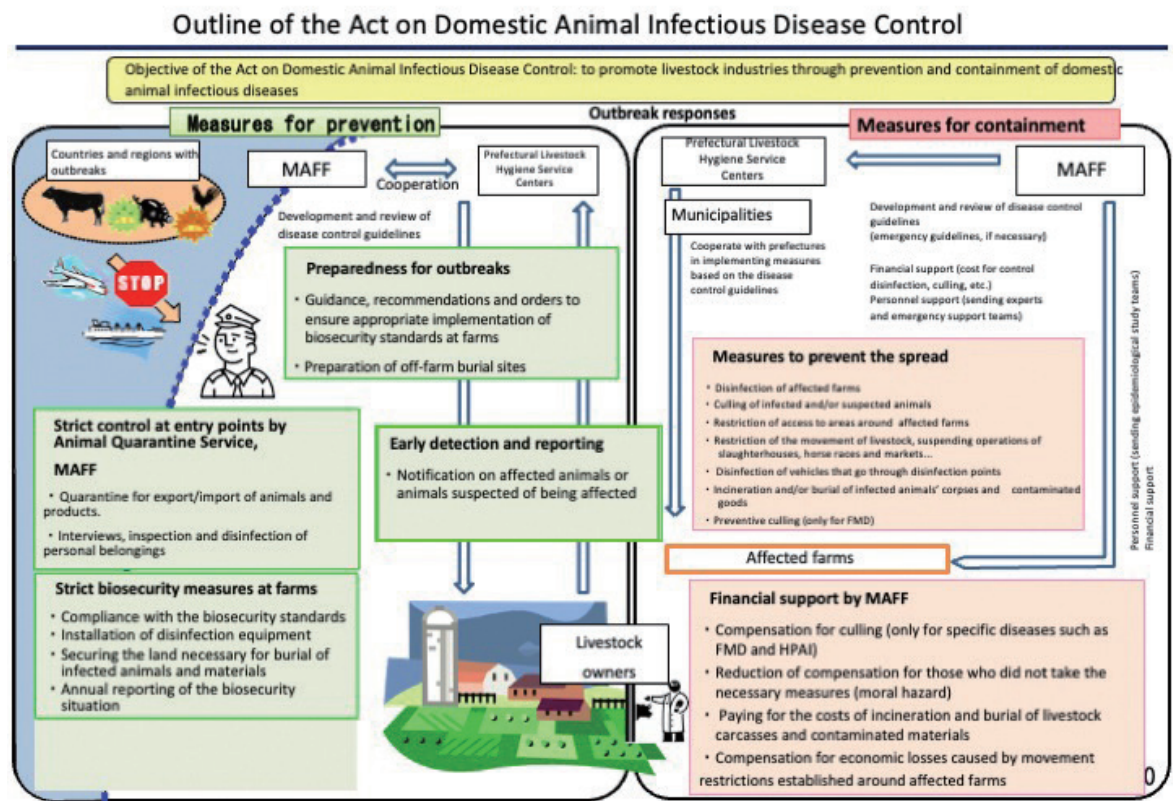 Outline of the Act on Domestic Animal Infectious Disease Control
Objective of the Act on Domestic Animal Infectious Disease Control: to promote livestock industries through prevention and containment of domestic
animal infectious diseases
Outbreak responses
Measures for prevention
Countries and regions with
outbreaks
MAFF
Cooperation
Prefectural Livestock
Hygiene Service
Centers
Development and review of
disease control guidelines
STOP
Preparedness for outbreaks
• Guidance, recommendations and orders to
ensure appropriate implementation of
biosecurity standards at farms
• Preparation of off-farm burial sites
Strict control at entry points by
Animal Quarantine Service,
MAFF
・Quarantine for export/import of animals and
products.
・Interviews, inspection and disinfection of
personal belongings
Early detection and reporting
• Notification on affected animals or
animals suspected of being affected
Strict biosecurity measures at farms
• Compliance with the biosecurity standards
• Installation of disinfection equipment
• Securing the land necessary for burial of
infected animals and materials
• Annual reporting of the biosecurity
situation
Livestock
owners
Measures for containment
Prefectural Livestock
Hygiene Service
Centers
MAFF
Municipalities
Cooperate with prefectures
in implementing measures
based on the disease
control guidelines
Development and review of disease control
guidelines
(emergency guidelines, if necessary)
Financial support (cost for control
disinfection, culling, etc.)
Personnel support (sending experts
and emergency support teams)
Personnel support (sending epidemiological study teams)
Financial support
Measures to prevent the spread
• Disinfection of affected farms
• Culling of infected and/or suspected animals
• Restriction of access to areas around affected farms
• Restriction of the movement of livestock, suspending operations of
slaughterhouses, horse races and markets...
• Disinfection of vehicles that go through disinfection points
• Incineration and/or burial of infected animals' corpses and contaminated
goods
• Preventive culling (only for FMD)
Affected farms
Financial support by MAFF
・Compensation for culling (only for specific diseases such as
FMD and HPAI)
・Reduction of compensation for those who did not take the
necessary measures (moral hazard)
・Paying for the costs of incineration and burial of livestock
carcasses and contaminated materials
・Compensation for economic losses caused by movement
restrictions established around affected farms
0